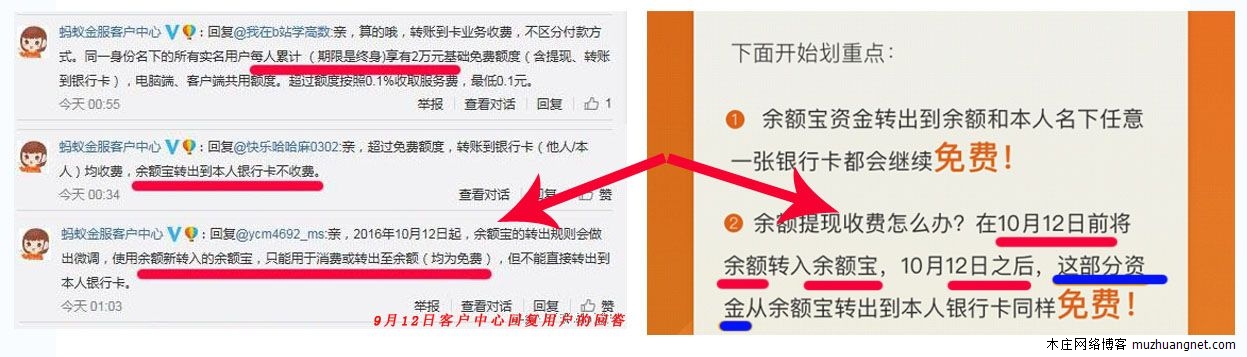 蚂蚁金服客户中心 V：回复@我在b站学高数:亲，算的哦，转账到卡业务收费，不区分付款方
式。同一身份名下的所有实名用户每人累计（期限是终身)享有2万元基础免费额度（含提现、转账
到银行卡），电脑端、客户端共用额度。超过额度按照0.1%收取服务费，最低0.1元。
今天 00:55 举报 查看对话 回复 1
蚂蚁金服客户中心 V：回复@快乐哈哈麻0302:亲，超过免费额度，转账到银行卡（他人/本
人）均收费，余额宝转出到本人银行卡不收费。
今天 00:34 查看对话 回复 赞
蚂蚁金服客户中心 V：回复@ycm4692_ms:亲，2016年10月12日起，余额宝的转出规则会做
出微调，使用余额新转入的余额宝，只能用于消费或转出至余额（均为免费），但不能直接转出到
本人银行卡。
今天 01:03 举报 查看对话 回复 赞
9月12日客户中心回复用户的回答
下面开始划重点：
1 余额宝资金转出到余额和本人名下任意
一张银行卡都会继续免费！
2 余额提现收费怎么办？在10月12日前将
余额转入余额宝，10月12日之后，这部分资
金从余额宝转出到本人银行卡同样免费！
木庄网络博客 muzhuangnet.com